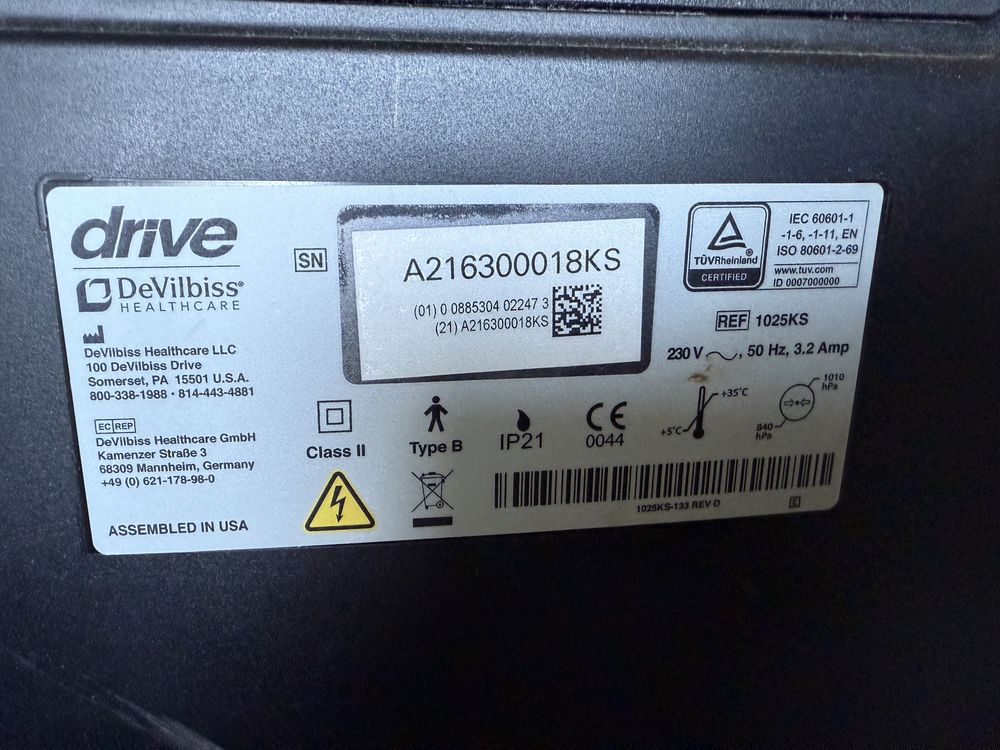 drive
DeVilbiss®
HEALTHCARE
DeVilbiss Healthcare LLC
100 DeVilbiss Drive
Somerset, PA 15501 U.S.A.
800-338-1988 • 814-443-4881
EC REP
DeVilbiss Healthcare GmbH
Kamenzer Straße 3
68309 Mannheim, Germany
+49 (0) 621-178-98-0
ASSEMBLED IN USA
SN
A216300018KS
(01) 0 0885304 02247 3
(21) A216300018KS
TÜVRheinland
CERTIFIED
IEC 60601-1
-1-6, -1-11, EN
ISO 80601-2-69
www.tuv.com
ID 0007000000
REF 1025KS
230 V , 50 Hz, 3.2 Amp
Class II
Type B
IP21
CE
0044
+35°C
+5°C
1010
hPa
840
hPa
1025KS-133 REV D
E